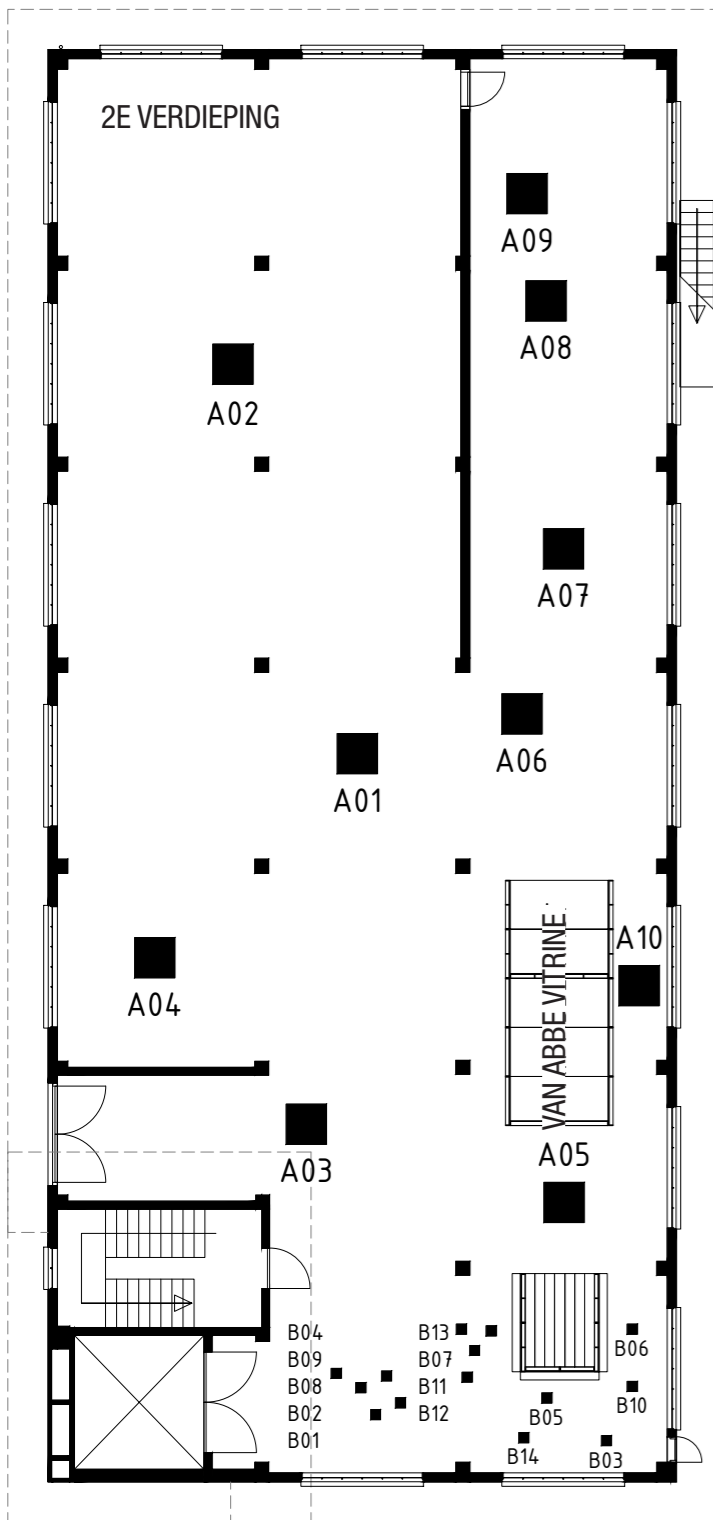 2E VERDIEPING
A09
A08
A02
A07
A06
A01
A10
VAN ABBE VITRINE
A04
A03
A05
B04
B09
B08
B02
B01
B13
B07
B11
B12
B06
B10
B05
B14
B03